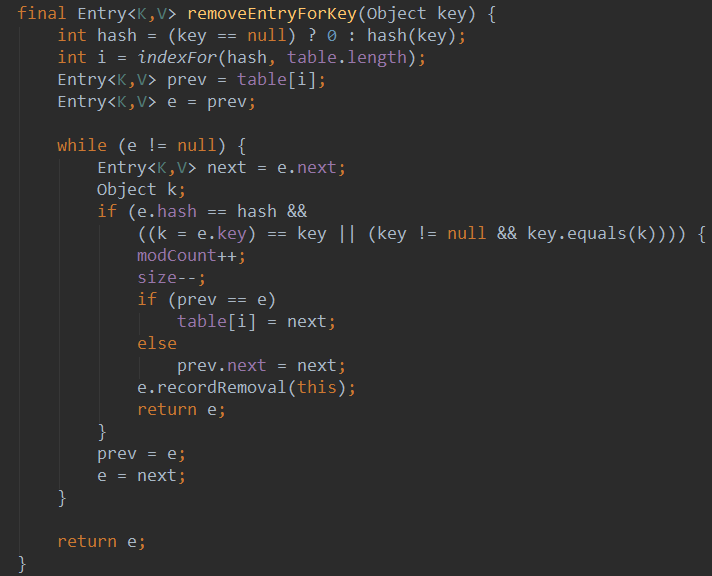 final Entry<K,V> removeEntryForKey(Object key) {
    int hash = (key == null) ? 0 : hash(key);
    int i = indexFor(hash, table.length);
    Entry<K,V> prev = table[i];
    Entry<K,V> e = prev;

    while (e != null) {
        Entry<K,V> next = e.next;
        Object k;
        if (e.hash == hash &&
            ((k = e.key) == key || (key != null && key.equals(k)))) {
            modCount++;
            size--;
            if (prev == e)
                table[i] = next;
            else
                prev.next = next;
            e.recordRemoval(this);
            return e;
        }
        prev = e;
        e = next;
    }

    return e;
}